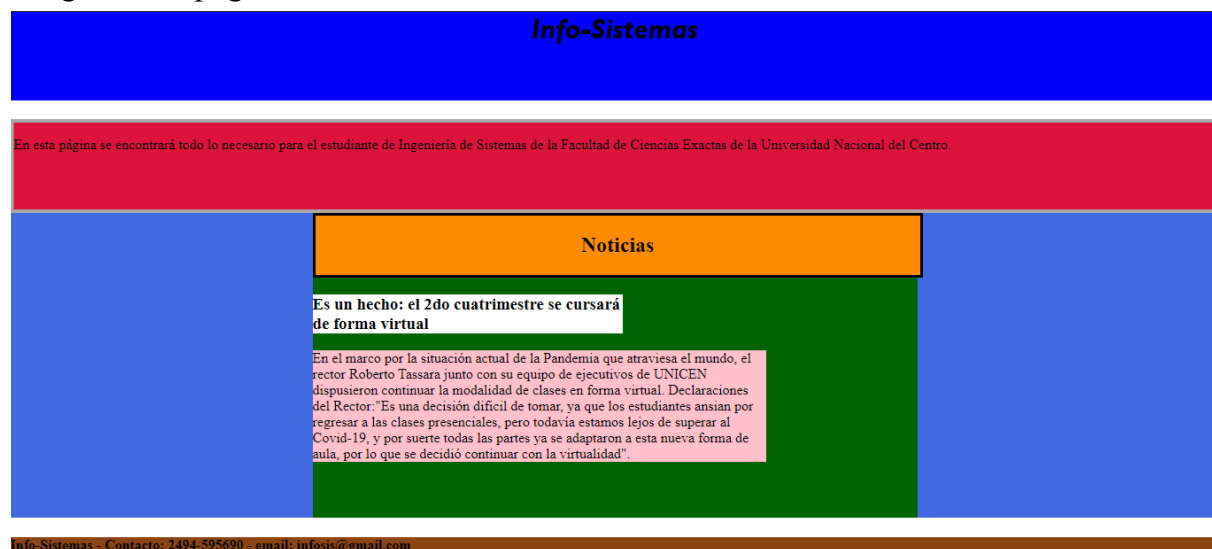 Info-Sistemas
En esta página se encontrará todo lo necesario para el estudiante de Ingeniería de Sistemas de la Facultad de Ciencias Exactas de la Universidad Nacional del Centro.
Noticias
Es un hecho: el 2do cuatrimestre se cursará
de forma virtual
En el marco por la situación actual de la Pandemia que atraviesa el mundo, el
rector Roberto Tassara junto con su equipo de ejecutivos de UNICEN
dispusieron continuar la modalidad de clases en forma virtual. Declaraciones
del Rector:"Es una decisión difícil de tomar, ya que los estudiantes ansian por
regresar a las clases presenciales, pero todavía estamos lejos de superar al
Covid-19, y por suerte todas las partes ya se adaptaron a esta nueva forma de
aula, por lo que se decidió continuar con la virtualidad".
Info-Sistemas - Contacto: 2494-595690 - email: infosis@gmail.com